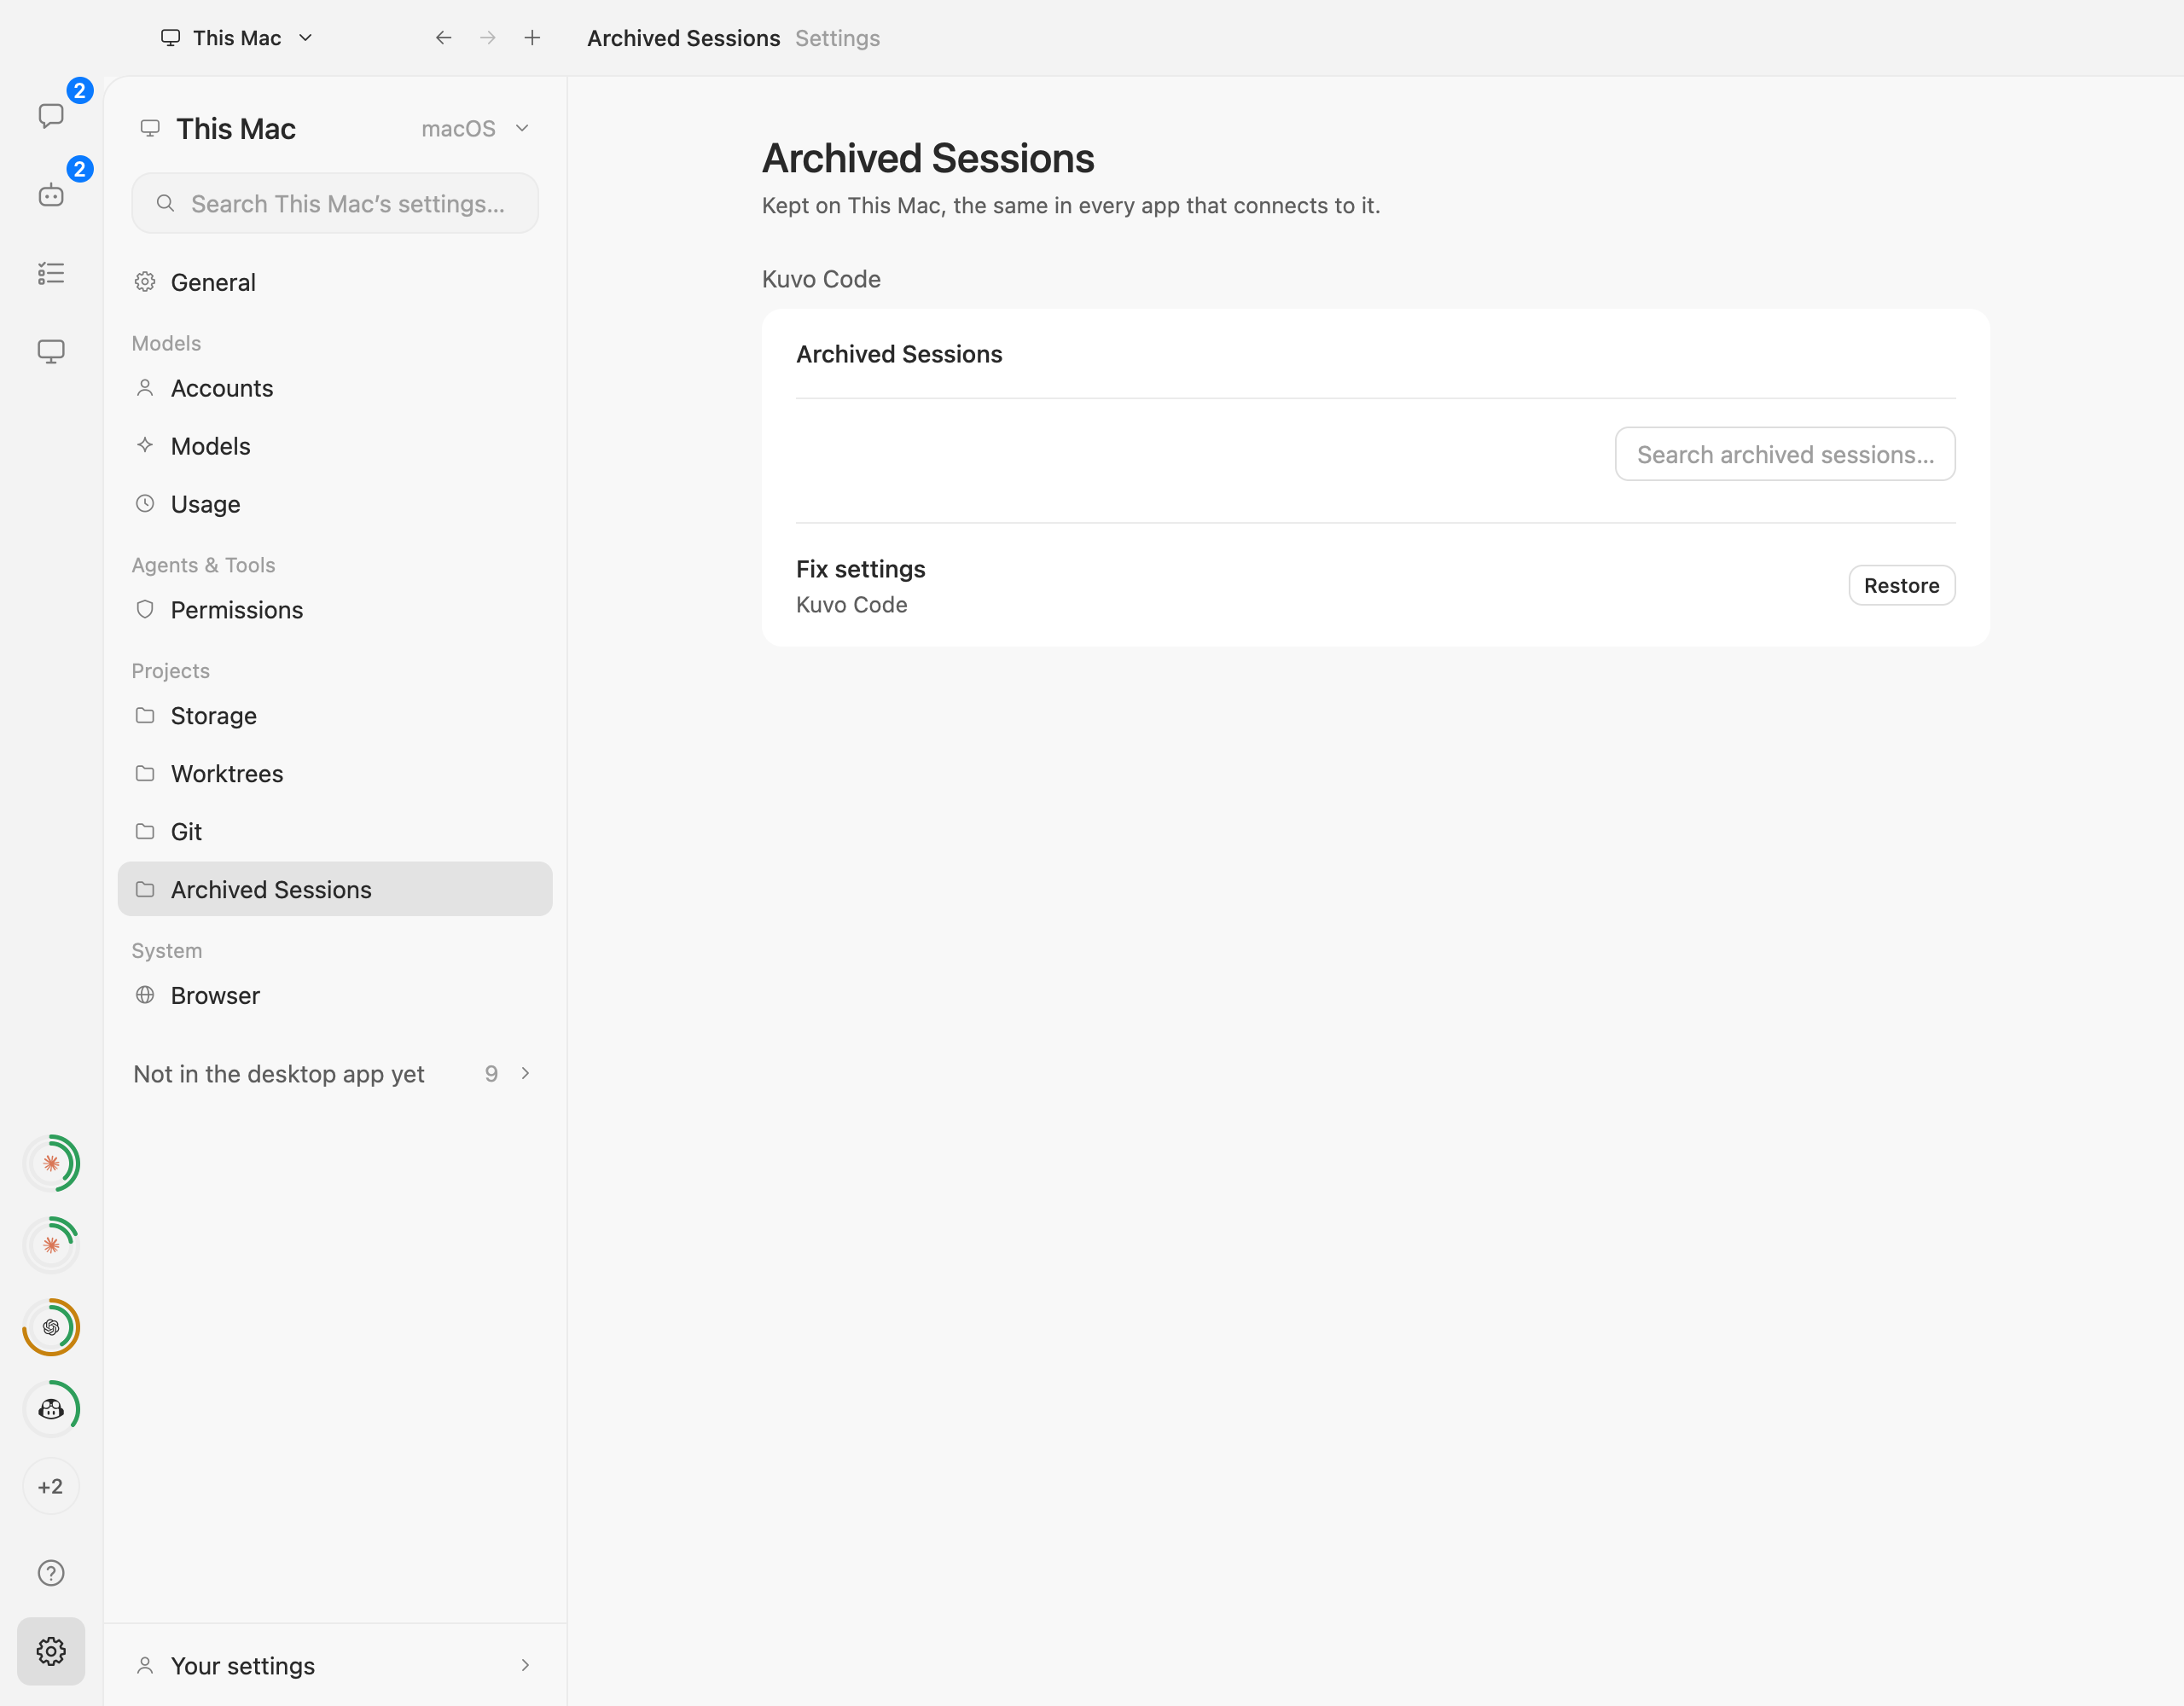 This Mac
Archived Sessions Settings
2
2
This Mac macOS
Search This Mac’s settings...
General
Models
Accounts
Models
Usage
Agents & Tools
Permissions
Projects
Storage
Worktrees
Git
Archived Sessions
System
Browser
Not in the desktop app yet 9
+2
?
Your settings
Archived Sessions
Kept on This Mac, the same in every app that connects to it.
Kuvo Code
Archived Sessions
Search archived sessions...
Fix settings
Kuvo Code
Restore